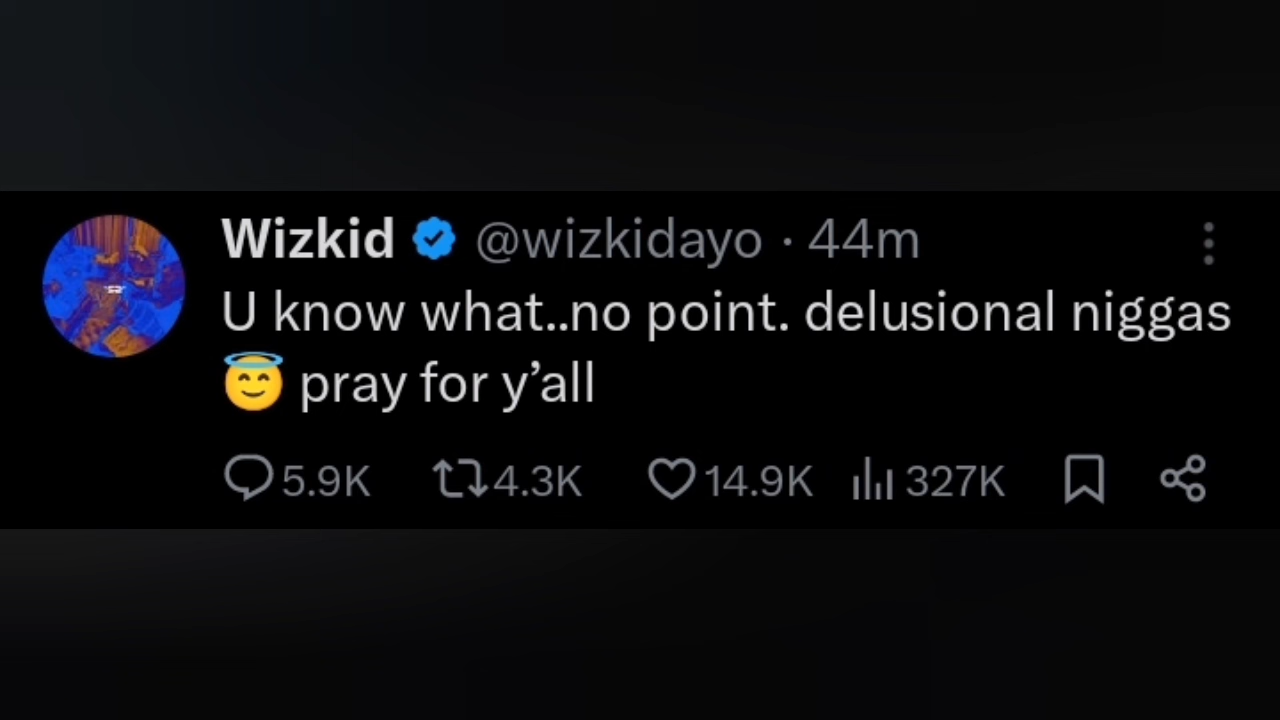 Wizkid @wizkidayo · 44m
U know what..no point. delusional niggas
😇 pray for y’all
5.9K 4.3K 14.9K 327K